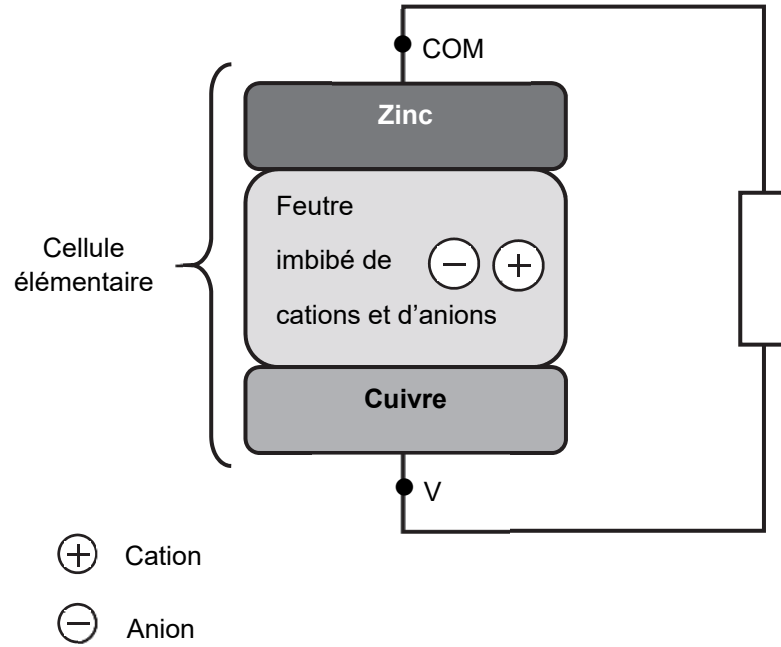 COM
Zinc
Feutre
imbibé de − +
cations et d’anions
Cellule
élémentaire
Cuivre
V
+ Cation
− Anion